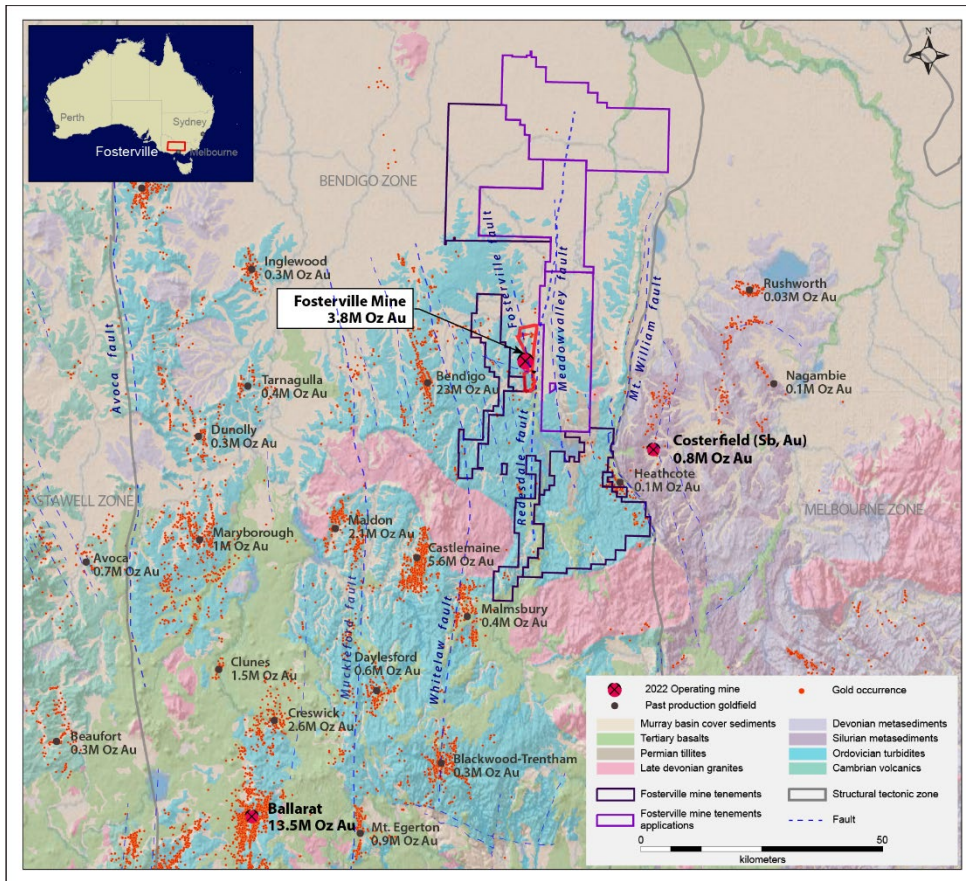 N
Perth
Sydney
Fosterville
Melbourne
BENDIGO ZONE
Inglewood
0.3M Oz Au
Fosterville Mine
3.8M Oz Au
Fosterville fault
Meadowvalley fault
Mt. William fault
Rushworth
0.03M Oz Au
Avoca fault
Tarnagulla
0.4M Oz Au
Bendigo
23M Oz Au
Nagambie
0.1M Oz Au
Dunolly
0.3M Oz Au
Costerfield (Sb, Au)
0.8M Oz Au
Redesdale fault
Heathcote
0.1M Oz Au
STAWELL ZONE
MELBOURNE ZONE
Maldon
2.1M Oz Au
Maryborough
1M Oz Au
Avoca
0.7M Oz Au
Castlemaine
5.6M Oz Au
Malmsbury
0.4M Oz Au
Muckleford fault
Whitelaw fault
Clunes
1.5M Oz Au
Daylesford
0.6M Oz Au
Creswick
2.6M Oz Au
Beaufort
0.3M Oz Au
Blackwood-Trentham
0.3M Oz Au
Ballarat
13.5M Oz Au
Mt. Egerton
0.9M Oz Au
2022 Operating mine
Gold occurrence
Past production goldfield
Murray basin cover sediments
Devonian metasediments
Tertiary basalts
Silurian metasediments
Permian tillites
Ordovician turbidites
Late devonian granites
Cambrian volcanics
Fosterville mine tenements
Structural tectonic zone
Fosterville mine tenements
applications
Fault
0
50
kilometers